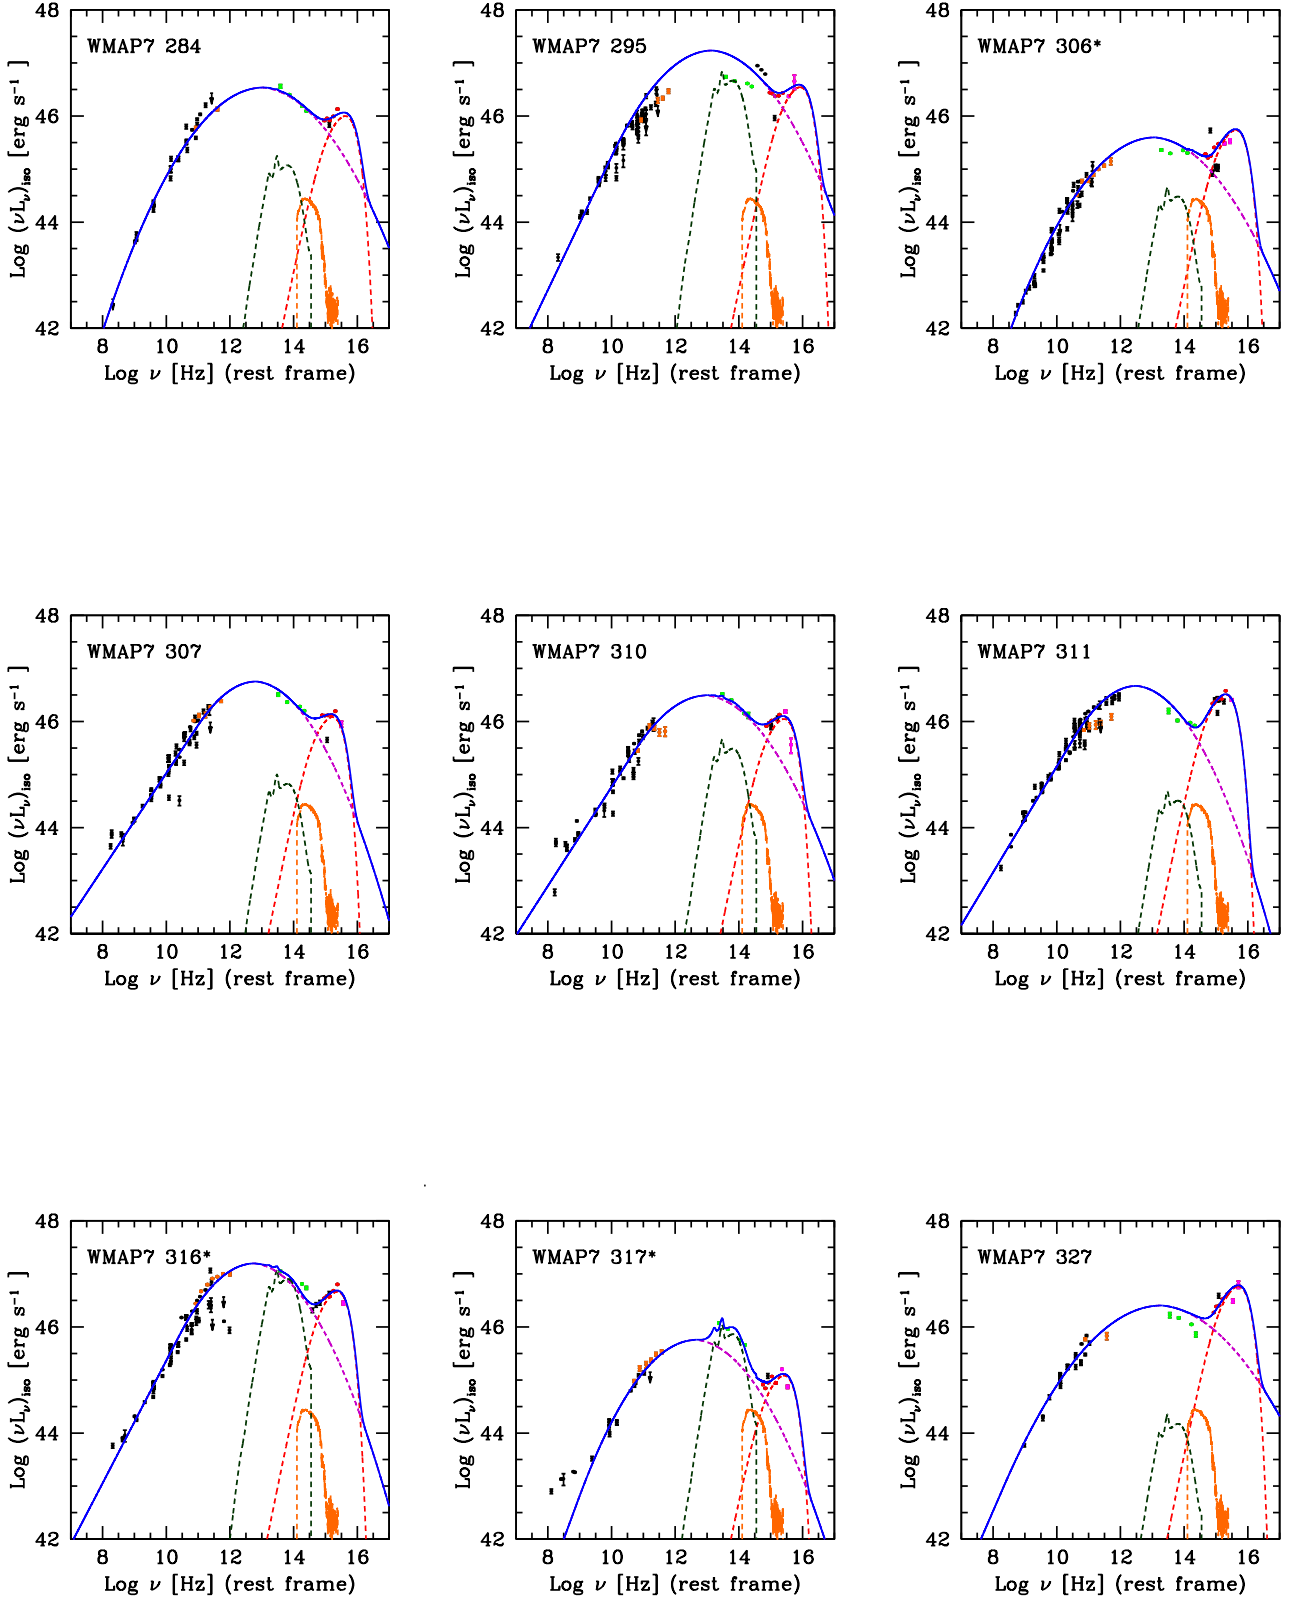 WMAP7 284
48
46
44
42
8 10 12 14 16
Log (νLν)iso [erg s⁻¹]
Log ν [Hz] (rest frame)
WMAP7 295
48
46
44
42
8 10 12 14 16
Log (νLν)iso [erg s⁻¹]
Log ν [Hz] (rest frame)
WMAP7 306*
48
46
44
42
8 10 12 14 16
Log (νLν)iso [erg s⁻¹]
Log ν [Hz] (rest frame)
WMAP7 307
48
46
44
42
8 10 12 14 16
Log (νLν)iso [erg s⁻¹]
Log ν [Hz] (rest frame)
WMAP7 310
48
46
44
42
8 10 12 14 16
Log (νLν)iso [erg s⁻¹]
Log ν [Hz] (rest frame)
WMAP7 311
48
46
44
42
8 10 12 14 16
Log (νLν)iso [erg s⁻¹]
Log ν [Hz] (rest frame)
WMAP7 316*
48
46
44
42
8 10 12 14 16
Log (νLν)iso [erg s⁻¹]
Log ν [Hz] (rest frame)
WMAP7 317*
48
46
44
42
8 10 12 14 16
Log (νLν)iso [erg s⁻¹]
Log ν [Hz] (rest frame)
WMAP7 327
48
46
44
42
8 10 12 14 16
Log (νLν)iso [erg s⁻¹]
Log ν [Hz] (rest frame)